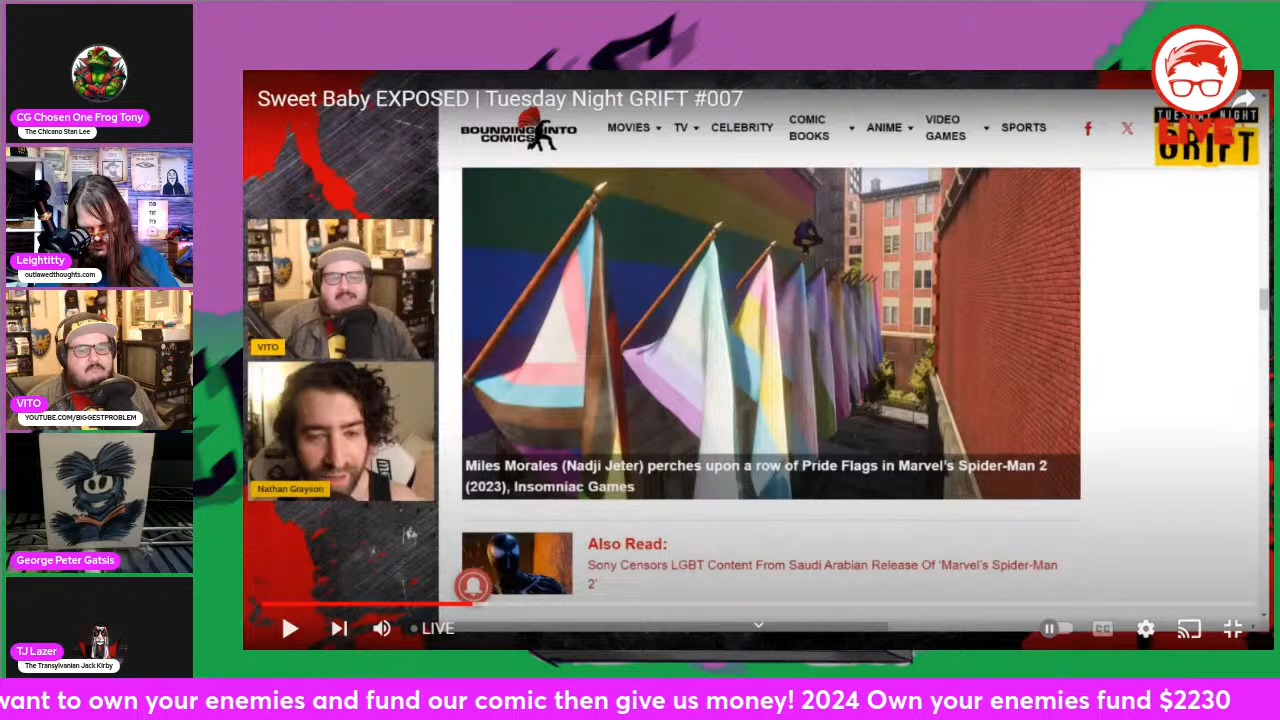 CG Chosen One Frog Tony
The Chicano Stan Lee
Leightitty
outlawedthoughts.com
VITO
YOUTUBE.COM/BIGGESTPROBLEM
George Peter Gatsis
TJ Lazer
The Transylvanian Jack Kirby
Sweet Baby EXPOSED | Tuesday Night GRIFT #007
BOUNDING INTO
COMICS
MOVIES
TV
CELEBRITY
COMIC
BOOKS
ANIME
VIDEO
GAMES
SPORTS
TUESDAY NIGHT
LIVE
GRIFT
VITO
Nathan Grayson
Miles Morales (Nadji Jeter) perches upon a row of Pride Flags in Marvel's Spider-Man 2
(2023), Insomniac Games
Also Read:
Sony Censors LGBT Content From Saudi Arabian Release Of 'Marvel's Spider-Man
2'
LIVE
CC
want to own your enemies and fund our comic then give us money! 2024 Own your enemies fund $2230